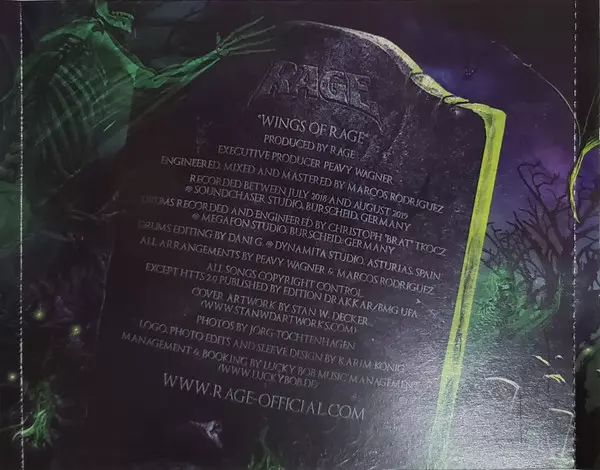 RAGE
"WINGS OF RAGE"
PRODUCED BY RAGE
EXECUTIVE PRODUCER PEAVY WAGNER
ENGINEERED, MIXED AND MASTERED BY MARCOS RODRIGUEZ
RECORDED BETWEEN JULY 2018 AND AUGUST 2019
@ SOUNDCHASER STUDIO, BURSCHEID, GERMANY
DRUMS RECORDED AND ENGINEERED BY CHRISTOPH "BRAT" TKOCZ
@ MEGAFON STUDIO, BURSCHEID, GERMANY
DRUMS EDITING BY DANI G. @ DYNAMITA STUDIO, ASTURIAS, SPAIN
ALL ARRANGEMENTS BY PEAVY WAGNER & MARCOS RODRIGUEZ
ALL SONGS COPYRIGHT CONTROL
EXCEPT HTTS 2.0 PUBLISHED BY EDITION DRAKKAR/BMG UFA
COVER ARTWORK BY STAN W. DECKER
(WWW.STANWDARTWORKS.COM)
PHOTOS BY JÖRG TOCHTENHAGEN
LOGO, PHOTO EDITS AND SLEEVE DESIGN BY KARIM KÖNIG
MANAGEMENT & BOOKING BY LUCKY BOB MUSIC MANAGEMENT
(WWW.LUCKYBOB.DE)
WWW.RAGE-OFFICIAL.COM